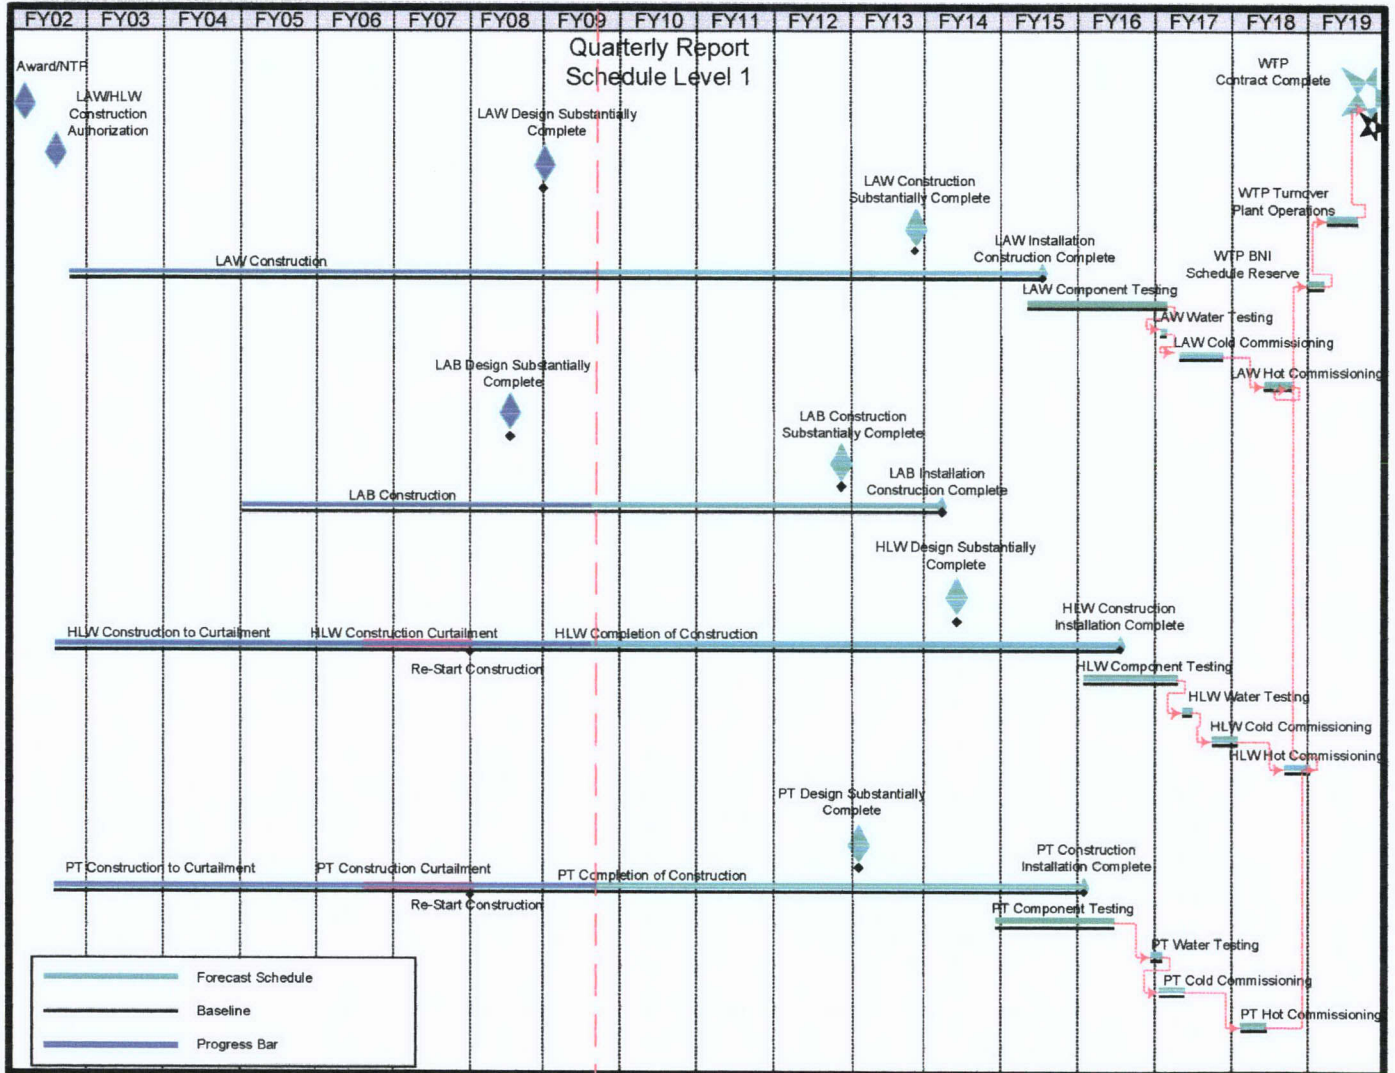 FY02 FY03 FY04 FY05 FY06 FY07 FY08 FY09 FY10 FY11 FY12 FY13 FY14 FY15 FY16 FY17 FY18 FY19
Quarterly Report
Schedule Level 1
Award/NTP
LAW/HLW
Construction
Authorization
LAW Design Substantially
Complete
WTP
Contract Complete
LAW Construction
Substantially Complete
WTP Turnover
Plant Operations
LAW Construction
LAW Installation
Construction Complete
WTP BNI
Schedule Reserve
LAW Component Testing
LAW Water Testing
LAW Cold Commissioning
LAW Hot Commissioning
LAB Design Substantially
Complete
LAB Construction
Substantially Complete
LAB Construction
LAB Installation
Construction Complete
HLW Design Substantially
Complete
HLW Construction to Curtailment
HLW Construction Curtailment
HLW Completion of Construction
HLW Construction
Installation Complete
Re-Start Construction
HLW Component Testing
HLW Water Testing
HLW Cold Commissioning
HLW Hot Commissioning
PT Design Substantially
Complete
PT Construction to Curtailment
PT Construction Curtailment
PT Completion of Construction
PT Construction
Installation Complete
Re-Start Construction
PT Component Testing
PT Water Testing
PT Cold Commissioning
PT Hot Commissioning
Forecast Schedule
Baseline
Progress Bar